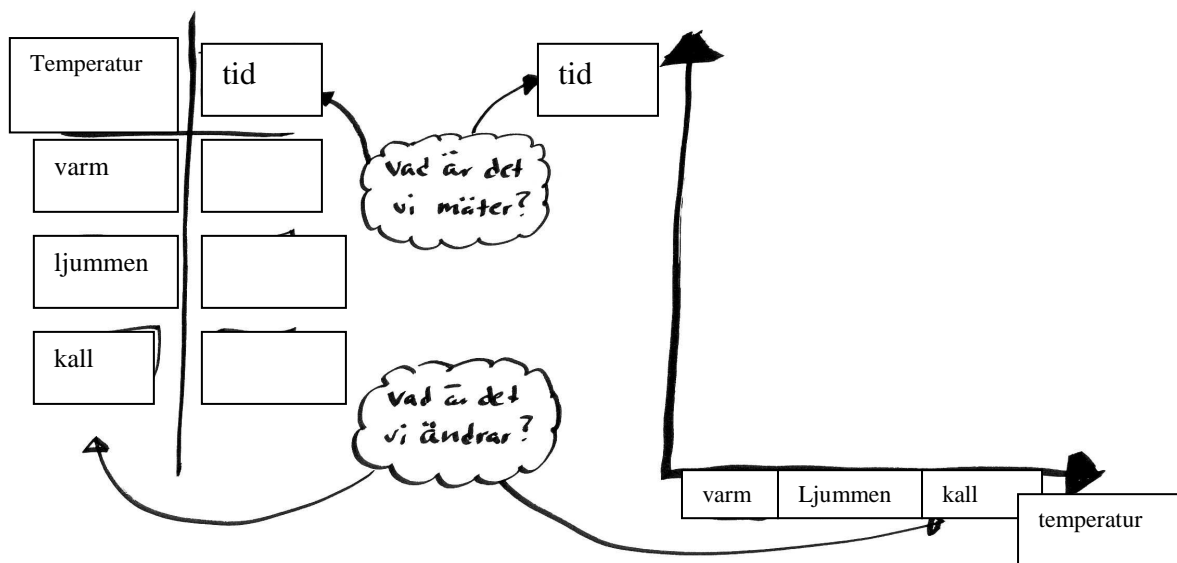 Temperatur
tid
tid
varm
vad är det
vi mäter?
ljummen
kall
vad är det
vi ändrar?
varm
Ljummen
kall
temperatur